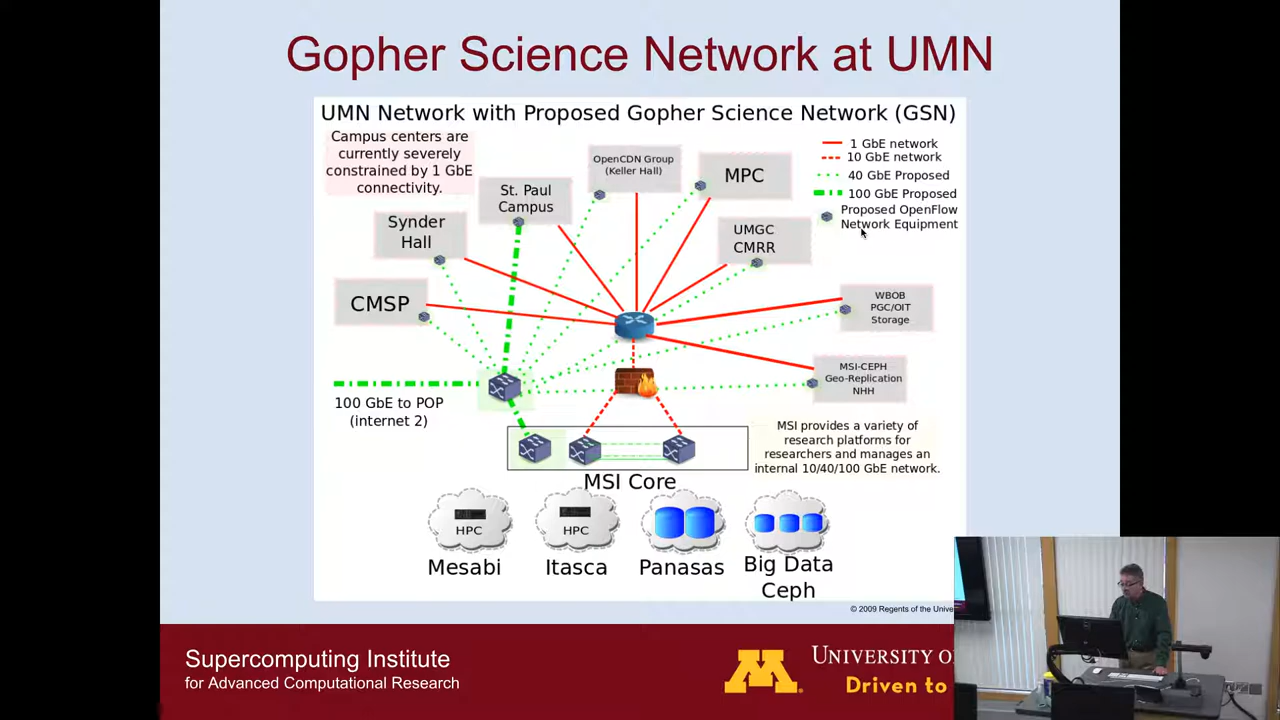 Gopher Science Network at UMN
UMN Network with Proposed Gopher Science Network (GSN)
Campus centers are
currently severely
constrained by 1 GbE
connectivity.
OpenCDN Group
(Keller Hall)
MPC
1 GbE network
10 GbE network
40 GbE Proposed
100 GbE Proposed
Proposed OpenFlow
Network Equipment
St. Paul
Campus
Synder
Hall
UMGC
CMRR
CMSP
WBOB
PGC/OIT
Storage
MSI-CEPH
Geo-Replication
NHH
100 GbE to POP
(internet 2)
MSI provides a variety of
research platforms for
researchers and manages an
internal 10/40/100 GbE network.
MSI Core
HPC
HPC
Mesabi
Itasca
Panasas
Big Data
Ceph
© 2009 Regents of the
Supercomputing Institute
for Advanced Computational Research
M
UNIVERSITY
Driven to